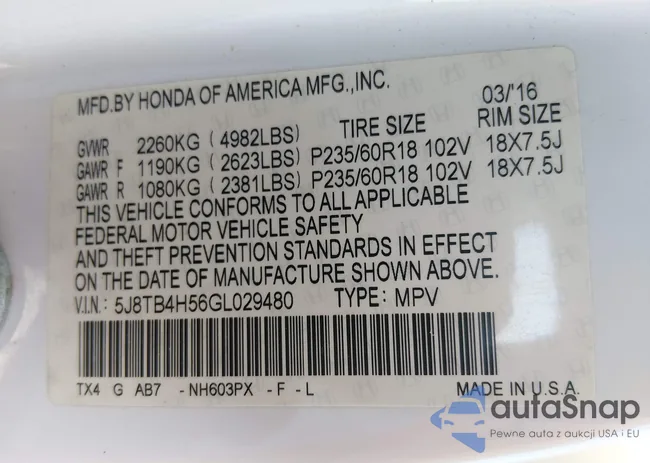 MFD.BY HONDA OF AMERICA MFG.,INC. 03/'16
GVWR 2260KG (4982LBS) TIRE SIZE RIM SIZE
GAWR F 1190KG (2623LBS) P235/60R18 102V 18X7.5J
GAWR R 1080KG (2381LBS) P235/60R18 102V 18X7.5J
THIS VEHICLE CONFORMS TO ALL APPLICABLE
FEDERAL MOTOR VEHICLE SAFETY
AND THEFT PREVENTION STANDARDS IN EFFECT
ON THE DATE OF MANUFACTURE SHOWN ABOVE.
V.I.N: 5J8TB4H56GL029480 TYPE: MPV
TX4 G AB7 -NH603PX -F-L MADE IN U.S.A.
autaSnap
Pewne auta z aukcji USA i EU